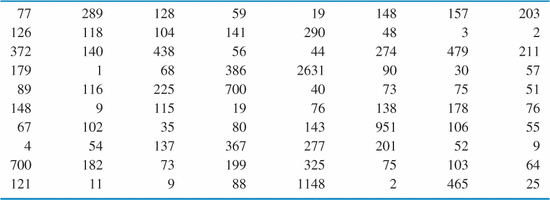 77 289 128 59 19 148 157 203
126 118 104 141 290 48 3 2
372 140 438 56 44 274 479 211
179 1 68 386 2631 90 30 57
89 116 225 700 40 73 75 51
148 9 115 19 76 138 178 76
67 102 35 80 143 951 106 55
4 54 137 367 277 201 52 9
700 182 73 199 325 75 103 64
121 11 9 88 1148 2 465 25